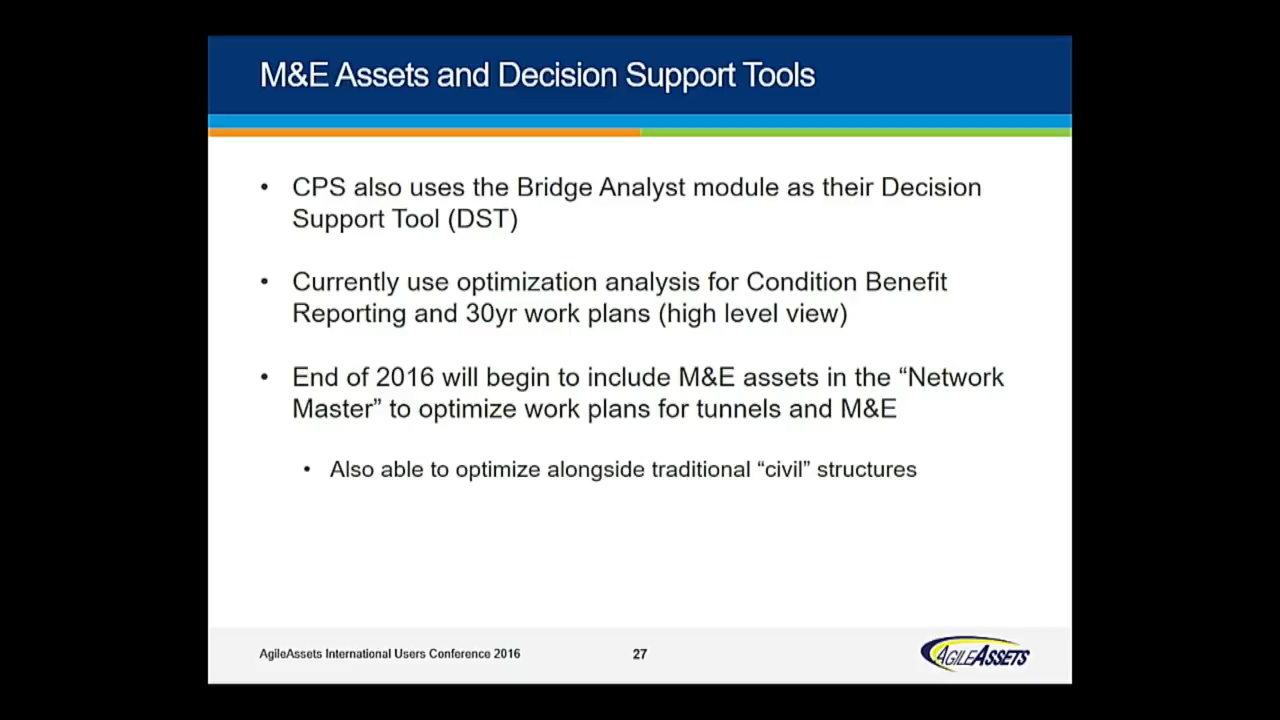 M&E Assets and Decision Support Tools
• CPS also uses the Bridge Analyst module as their Decision
Support Tool (DST)
• Currently use optimization analysis for Condition Benefit
Reporting and 30yr work plans (high level view)
• End of 2016 will begin to include M&E assets in the “Network
Master” to optimize work plans for tunnels and M&E
• Also able to optimize alongside traditional “civil” structures
AgileAssets International Users Conference 2016
27
AGILEASSETS